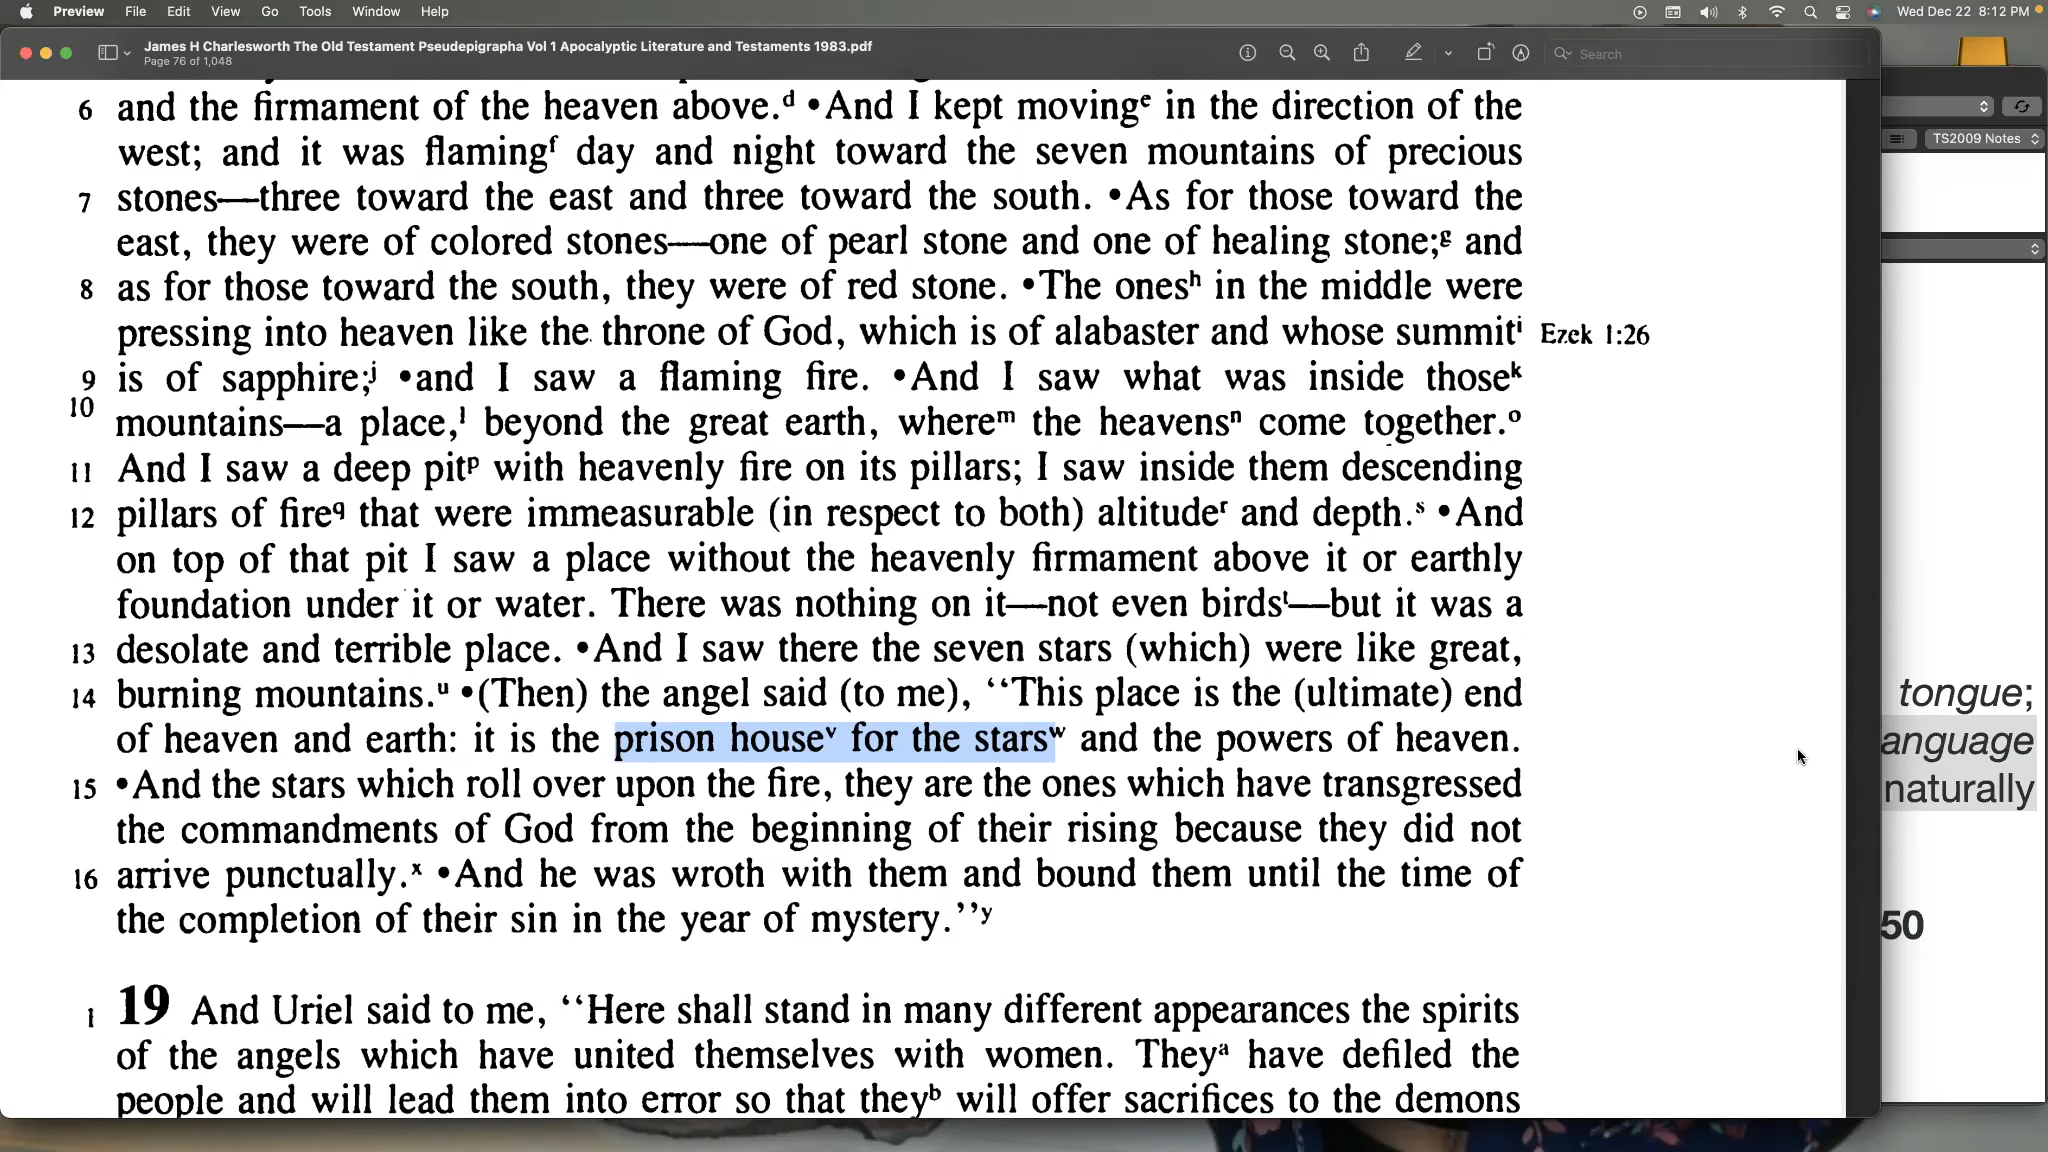 Preview File Edit View Go Tools Window Help Wed Dec 22 8:12 PM
James H Charlesworth The Old Testament Pseudepigrapha Vol 1 Apocalyptic Literature and Testaments 1983.pdf
Page 76 of 1,048
Search
TS2009 Notes
6 and the firmament of the heaven above.ᵈ •And I kept movingᵉ in the direction of the
west; and it was flamingᶠ day and night toward the seven mountains of precious
7 stones—three toward the east and three toward the south. •As for those toward the
east, they were of colored stones—one of pearl stone and one of healing stone;ᵍ and
8 as for those toward the south, they were of red stone. •The onesʰ in the middle were
pressing into heaven like the throne of God, which is of alabaster and whose summitⁱ Ezek 1:26
9 is of sapphire;ʲ •and I saw a flaming fire. •And I saw what was inside thoseᵏ
10 mountains—a place,ˡ beyond the great earth, whereᵐ the heavensⁿ come together.ᵒ
11 And I saw a deep pitᵖ with heavenly fire on its pillars; I saw inside them descending
12 pillars of fireq that were immeasurable (in respect to both) altitudeʳ and depth.ˢ •And
on top of that pit I saw a place without the heavenly firmament above it or earthly
foundation under it or water. There was nothing on it—not even birdsᵗ—but it was a
13 desolate and terrible place. •And I saw there the seven stars (which) were like great,
14 burning mountains.ᵘ •(Then) the angel said (to me), “This place is the (ultimate) end
of heaven and earth: it is the prison houseᵛ for the starsʷ and the powers of heaven.
15 •And the stars which roll over upon the fire, they are the ones which have transgressed
the commandments of God from the beginning of their rising because they did not
16 arrive punctually.ˣ •And he was wroth with them and bound them until the time of
the completion of their sin in the year of mystery.”ʸ
1 19 And Uriel said to me, “Here shall stand in many different appearances the spirits
of the angels which have united themselves with women. Theyᵃ have defiled the
people and will lead them into error so that theyᵇ will offer sacrifices to the demons
tongue;
anguage
naturally
50